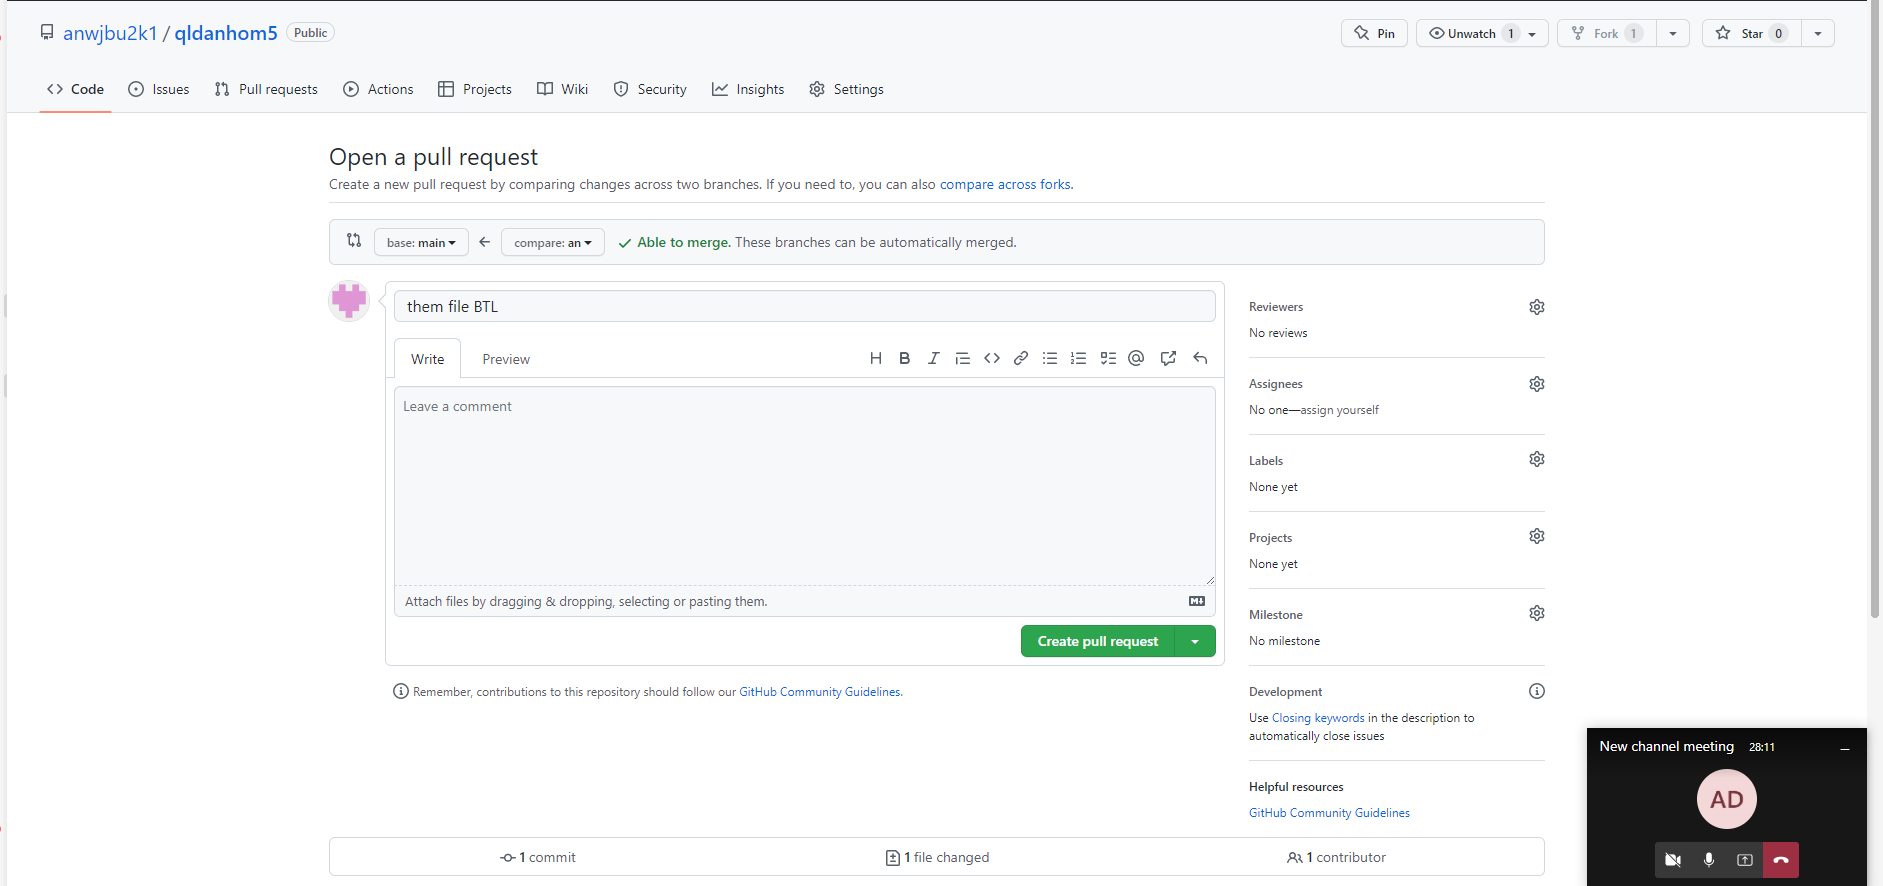 anwjbu2k1 / qldanhom5 Public
Pin
Unwatch 1
Fork 1
Star 0
Code Issues Pull requests Actions Projects Wiki Security Insights Settings
Open a pull request
Create a new pull request by comparing changes across two branches. If you need to, you can also compare across forks.
base: main compare: an Able to merge. These branches can be automatically merged.
them file BTL
Write Preview
H B I @
Leave a comment
Attach files by dragging & dropping, selecting or pasting them.
Create pull request
Remember, contributions to this repository should follow our GitHub Community Guidelines.
Reviewers
No reviews
Assignees
No one—assign yourself
Labels
None yet
Projects
None yet
Milestone
No milestone
Development
Use Closing keywords in the description to
automatically close issues
Helpful resources
GitHub Community Guidelines
1 commit 1 file changed 1 contributor
New channel meeting 28:11
AD